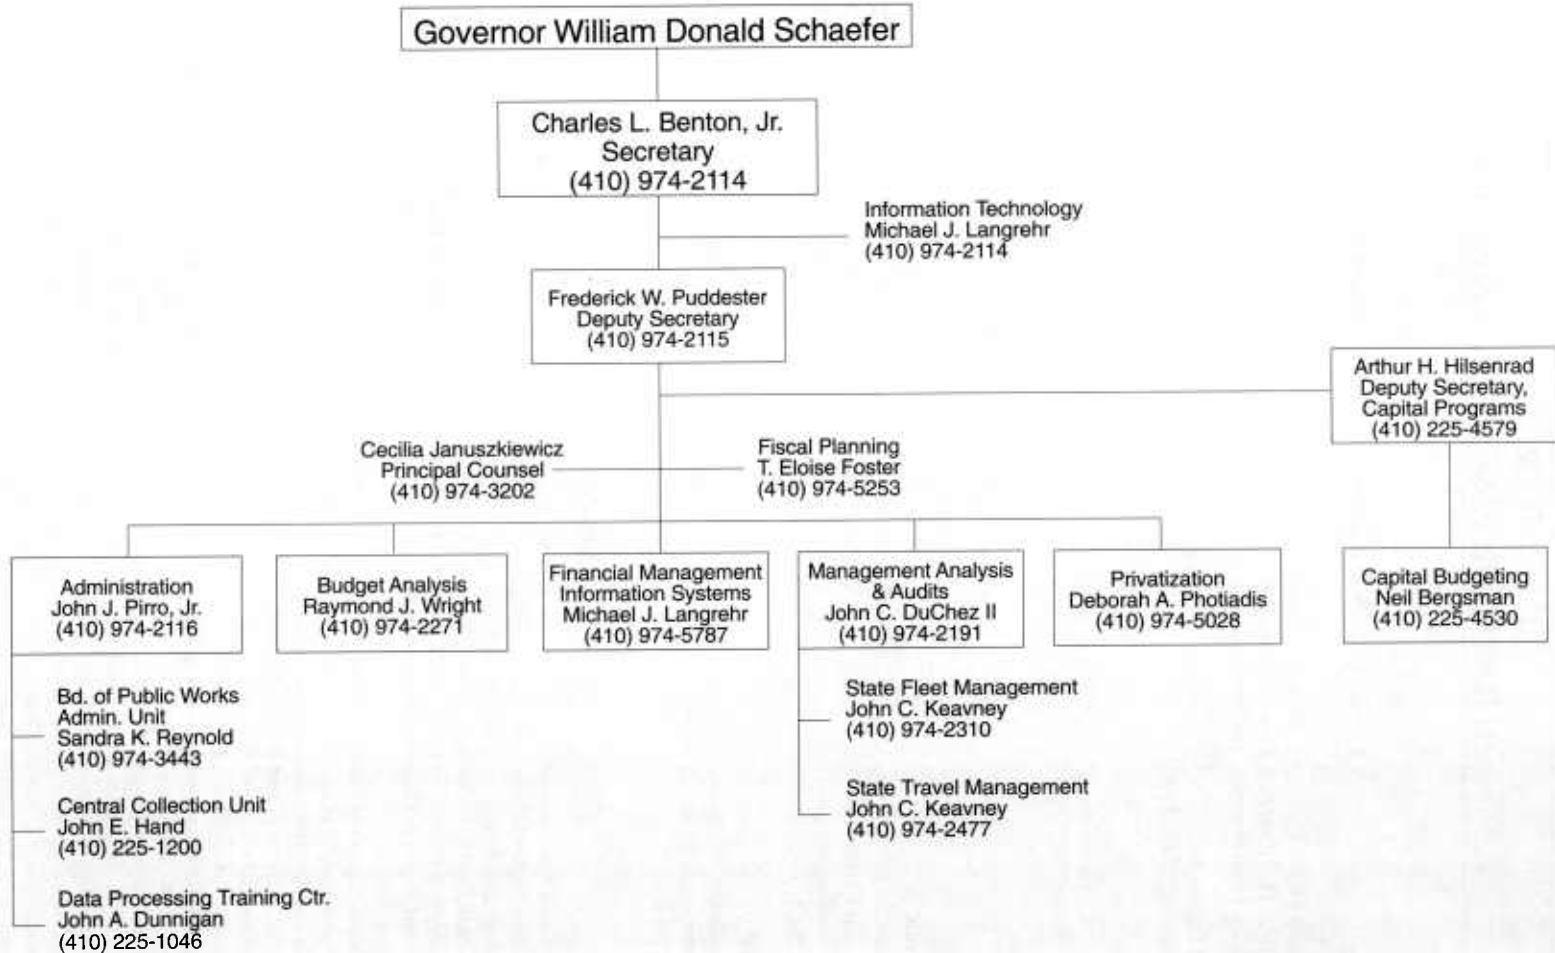 Governor William Donald Schaefer
Charles L. Benton, Jr.
Secretary
(410) 974-2114
Information Technology
Michael J. Langrehr
(410) 974-2114
Frederick W. Puddester
Deputy Secretary
(410) 974-2115
Arthur H. Hilsenrad
Deputy Secretary,
Capital Programs
(410) 225-4579
Cecilia Januszkiewicz
Principal Counsel
(410) 974-3202
Fiscal Planning
T. Eloise Foster
(410) 974-5253
Administration
John J. Pirro, Jr.
(410) 974-2116
Budget Analysis
Raymond J. Wright
(410) 974-2271
Financial Management
Information Systems
Michael J. Langrehr
(410) 974-5787
Management Analysis
& Audits
John C. DuChez II
(410) 974-2191
Privatization
Deborah A. Photiadis
(410) 974-5028
Capital Budgeting
Neil Bergsman
(410) 225-4530
Bd. of Public Works
Admin. Unit
Sandra K. Reynold
(410) 974-3443
Central Collection Unit
John E. Hand
(410) 225-1200
Data Processing Training Ctr.
John A. Dunnigan
(410) 225-1046
State Fleet Management
John C. Keavney
(410) 974-2310
State Travel Management
John C. Keavney
(410) 974-2477